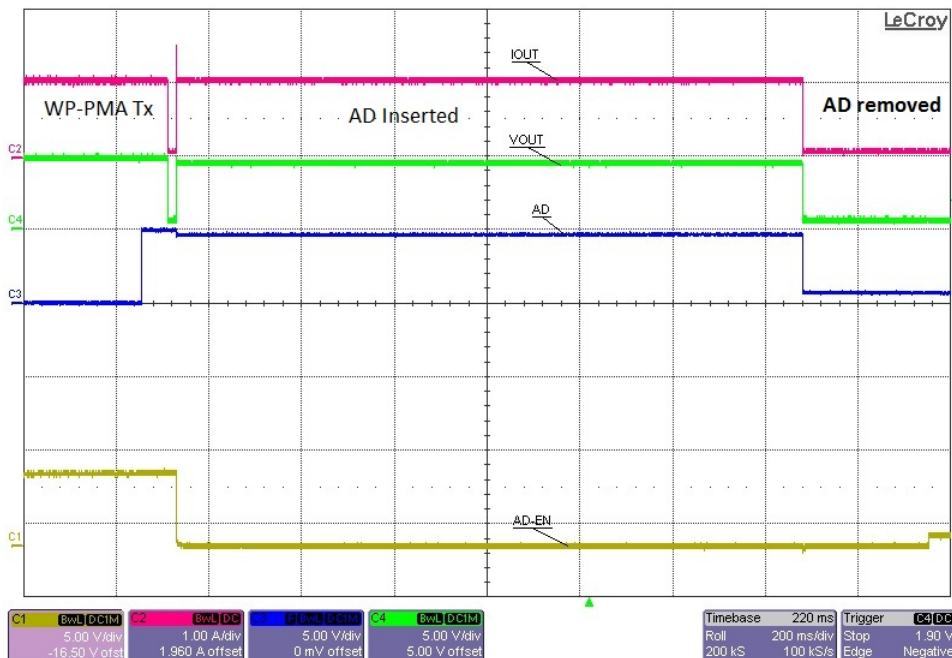 LeCroy
IOUT
WP-PMA Tx
AD Inserted
AD removed
VOUT
C2
AD
C4
C3
AD-EN
C1
C1 BwL DC1M
5.00 V/div
-16.50 V ofst
C2 BwL DC
1.00 A/div
1.960 A offset
5.00 V/div
0 mV offset
C4 BwL DC1M
5.00 V/div
5.00 V offset
Timebase 220 ms
Roll 200 ms/div
200 kS 100 kS/s
Trigger C4 DC
Stop 1.90 V
Edge Negative